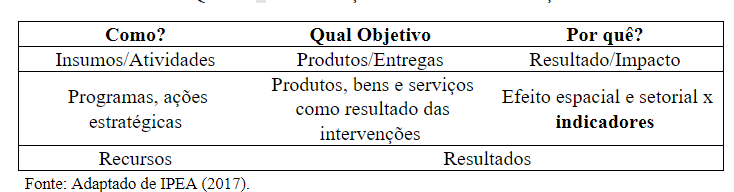 Como? Qual Objetivo Por quê?
Insumos/Atividades Produtos/Entregas Resultado/Impacto
Programas, ações estratégicas
Produtos, bens e serviços como resultado das intervenções
Efeito espacial e setorial x indicadores
Recursos Resultados
Fonte: Adaptado de IPEA (2017).